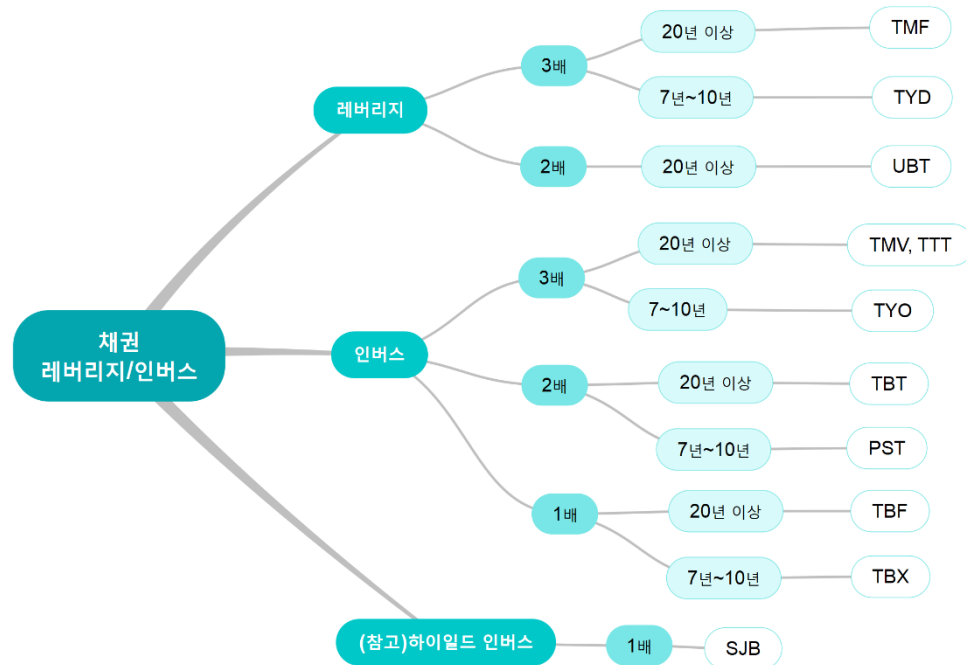 채권
레버리지/인버스
레버리지
3배
20년 이상
TMF
7년~10년
TYD
2배
20년 이상
UBT
인버스
3배
20년 이상
TMV, TTT
7~10년
TYO
2배
20년 이상
TBT
7년~10년
PST
1배
20년 이상
TBF
7년~10년
TBX
(참고)하이일드 인버스
1배
SJB